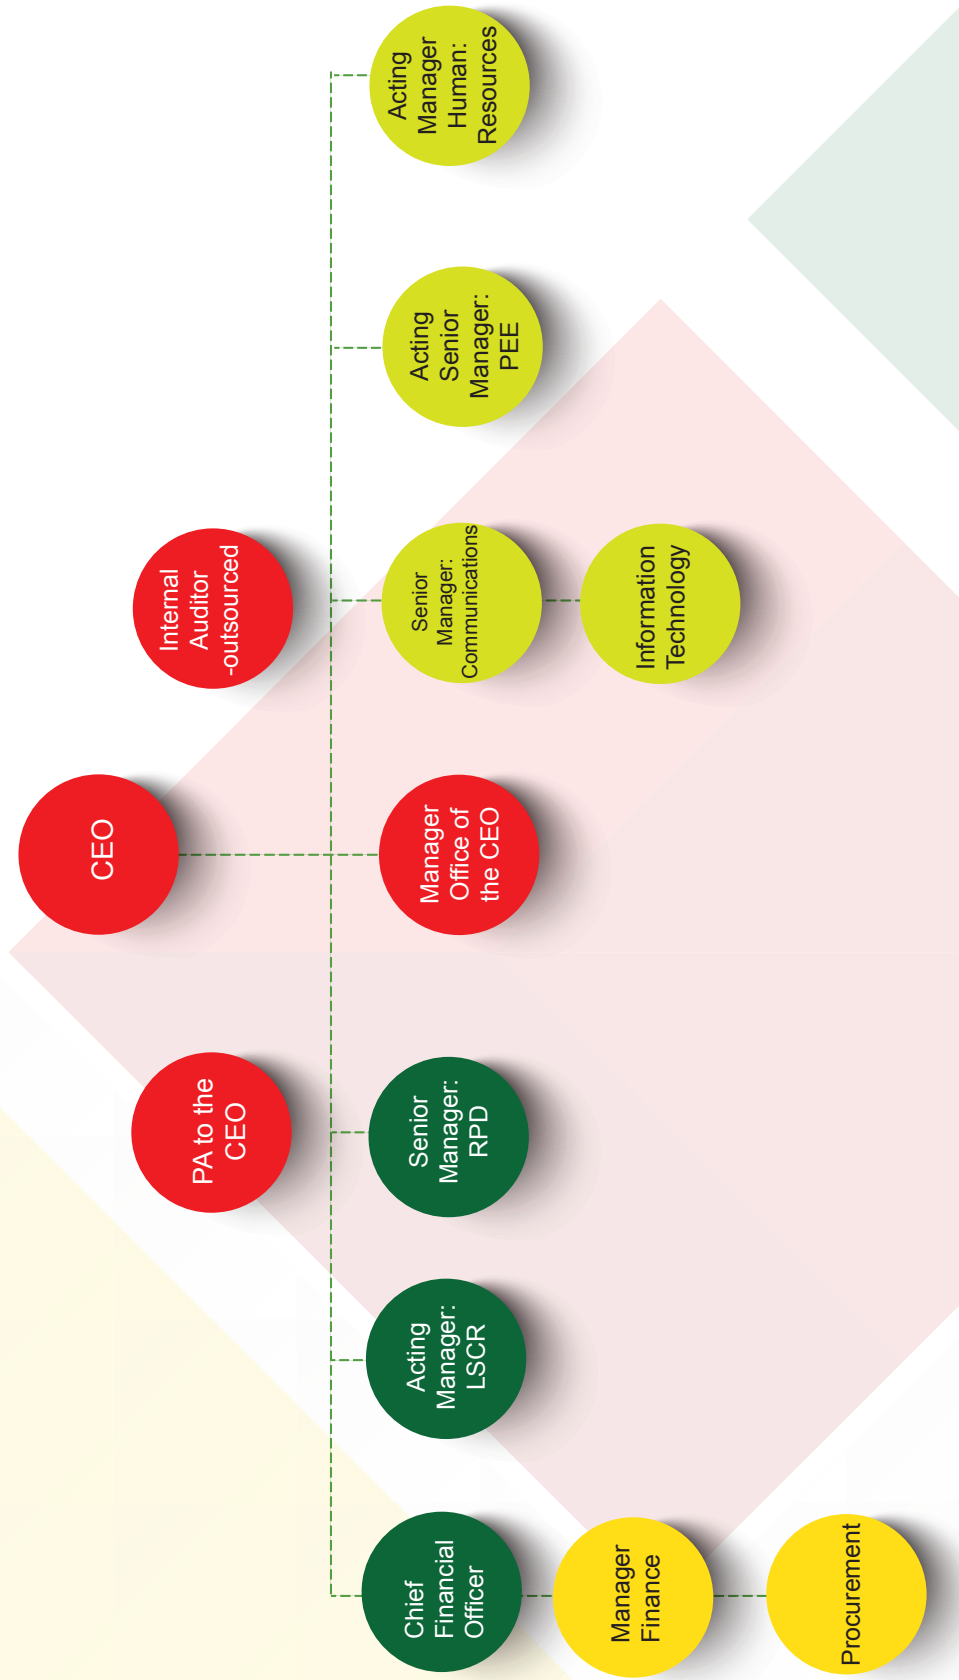 CEO
PA to the
CEO
Internal
Auditor
-outsourced
Chief
Financial
Officer
Acting
Manager:
LSCR
Senior
Manager:
RPD
Manager
Office of
the CEO
Senior
Manager:
Communications
Acting
Senior
Manager:
PEE
Acting
Manager
Human:
Resources
Manager
Finance
Information
Technology
Procurement